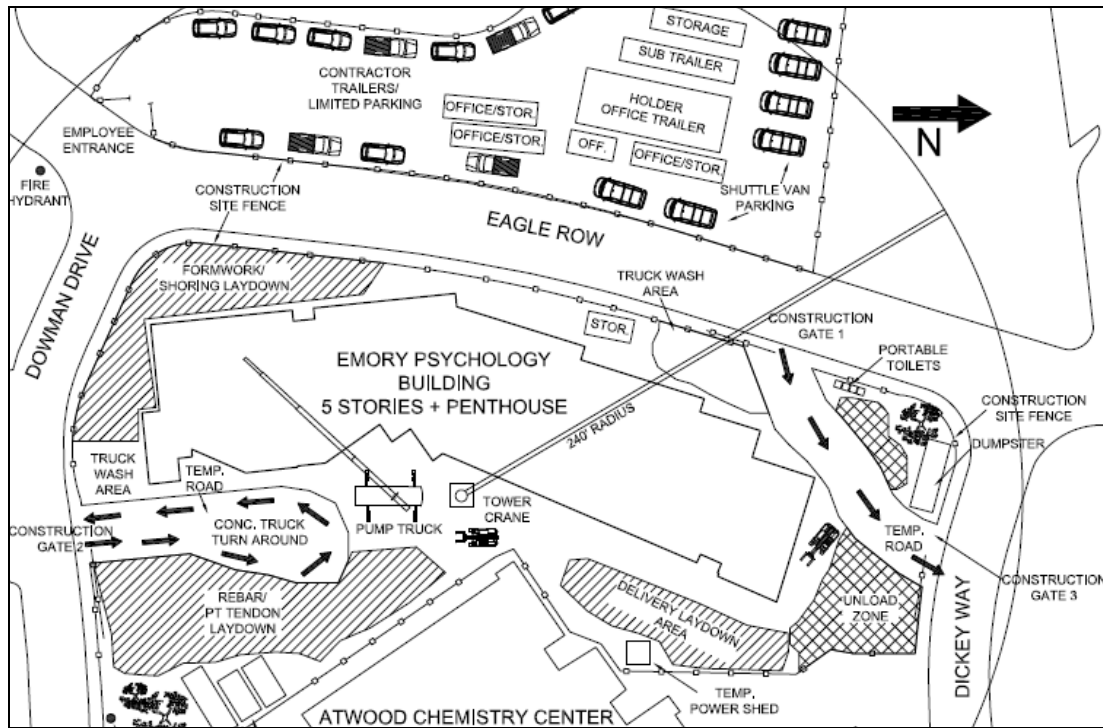 STORAGE
SUB TRAILER
CONTRACTOR
TRAILERS/
LIMITED PARKING
HOLDER
OFFICE TRAILER
OFFICE/STOR.
OFFICE/STOR.
OFF.
OFFICE/STOR.
N
EMPLOYEE
ENTRANCE
FIRE
HYDRANT
CONSTRUCTION
SITE FENCE
SHUTTLE VAN
PARKING
EAGLE ROW
DOWMAN DRIVE
FORMWORK/
SHORING LAYDOWN
TRUCK WASH
AREA
STOR.
CONSTRUCTION
GATE 1
PORTABLE
TOILETS
EMORY PSYCHOLOGY
BUILDING
5 STORIES + PENTHOUSE
240' RADIUS
CONSTRUCTION
SITE FENCE
DUMPSTER
TRUCK
WASH
AREA
TEMP.
ROAD
CONC. TRUCK
TURN AROUND
PUMP TRUCK
TOWER
CRANE
CONSTRUCTION
GATE 2
TEMP.
ROAD
CONSTRUCTION
GATE 3
REBAR/
PT TENDON
LAYDOWN
DELIVERY LAYDOWN
AREA
UNLOAD
ZONE
DICKEY WAY
TEMP.
POWER SHED
ATWOOD CHEMISTRY CENTER